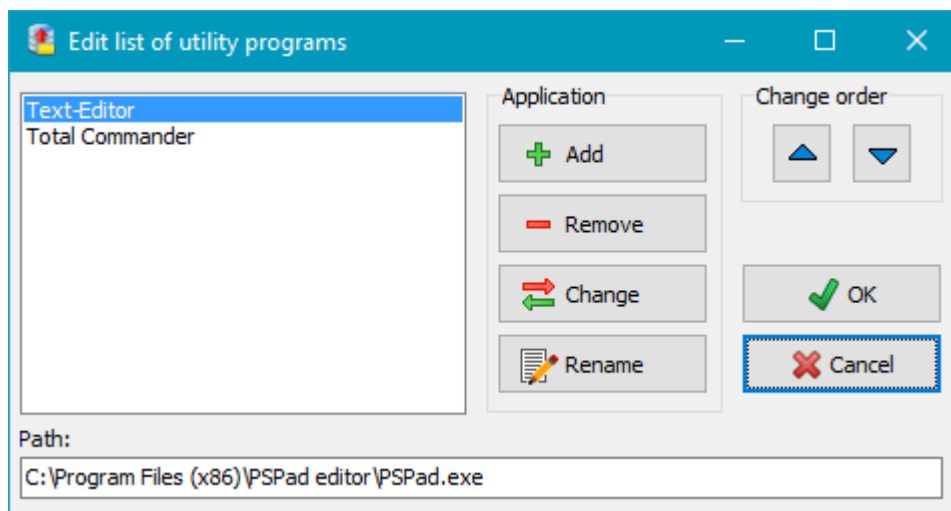 Edit list of utility programs
Text-Editor
Total Commander
Application
Add
Remove
Change
Rename
Change order
OK
Cancel
Path:
C:\Program Files (x86)\PSPad editor\PSPad.exe